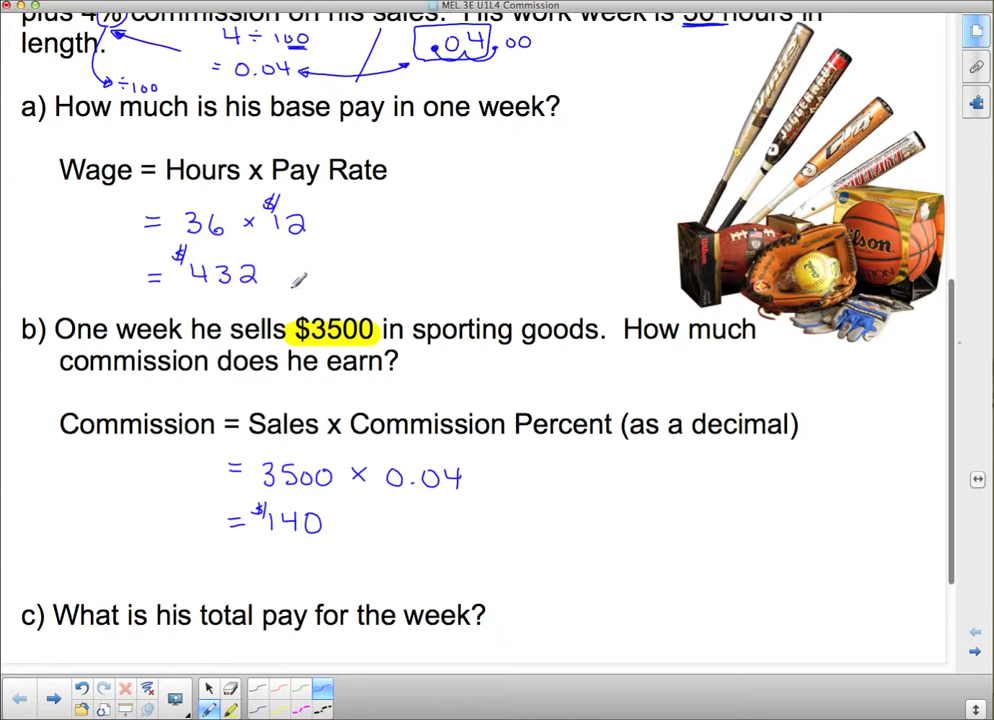 MEL 3E U1L4 Commission
plus 4% commission on his sales. His work week is 36 hours in
length.
4 ÷ 100
= 0.04
04.00
÷100
a) How much is his base pay in one week?
Wage = Hours x Pay Rate
= 36 × $12
= $432
b) One week he sells $3500 in sporting goods. How much
commission does he earn?
Commission = Sales x Commission Percent (as a decimal)
= 3500 × 0.04
= $140
c) What is his total pay for the week?
Wilson